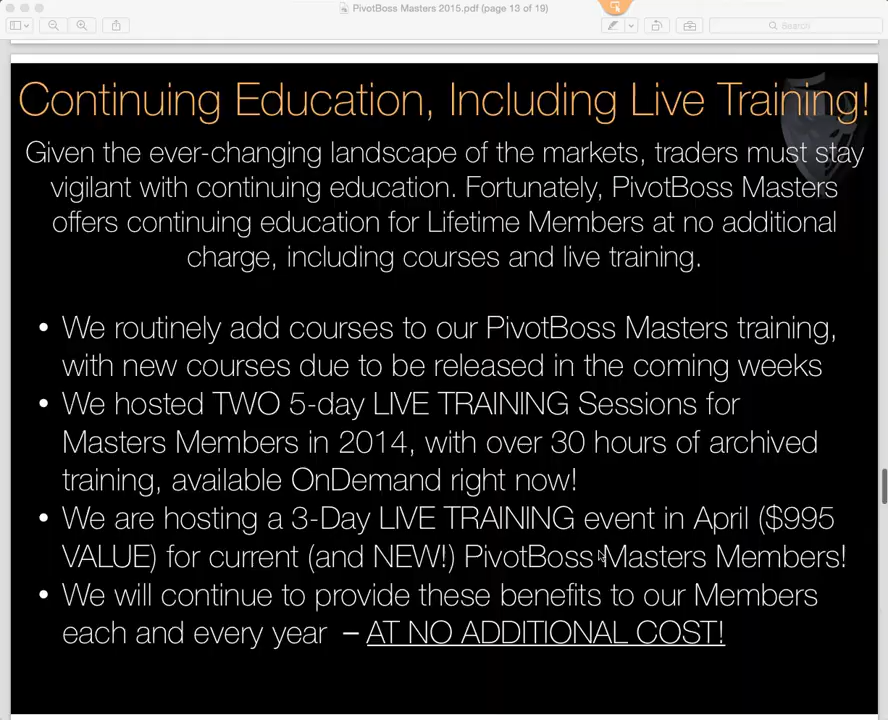 PivotBoss Masters 2015.pdf (page 13 of 19)
Search
Continuing Education, Including Live Training!
Given the ever-changing landscape of the markets, traders must stay
vigilant with continuing education. Fortunately, PivotBoss Masters
offers continuing education for Lifetime Members at no additional
charge, including courses and live training.
• We routinely add courses to our PivotBoss Masters training,
with new courses due to be released in the coming weeks
• We hosted TWO 5-day LIVE TRAINING Sessions for
Masters Members in 2014, with over 30 hours of archived
training, available OnDemand right now!
• We are hosting a 3-Day LIVE TRAINING event in April ($995
VALUE) for current (and NEW!) PivotBoss Masters Members!
• We will continue to provide these benefits to our Members
each and every year – AT NO ADDITIONAL COST!